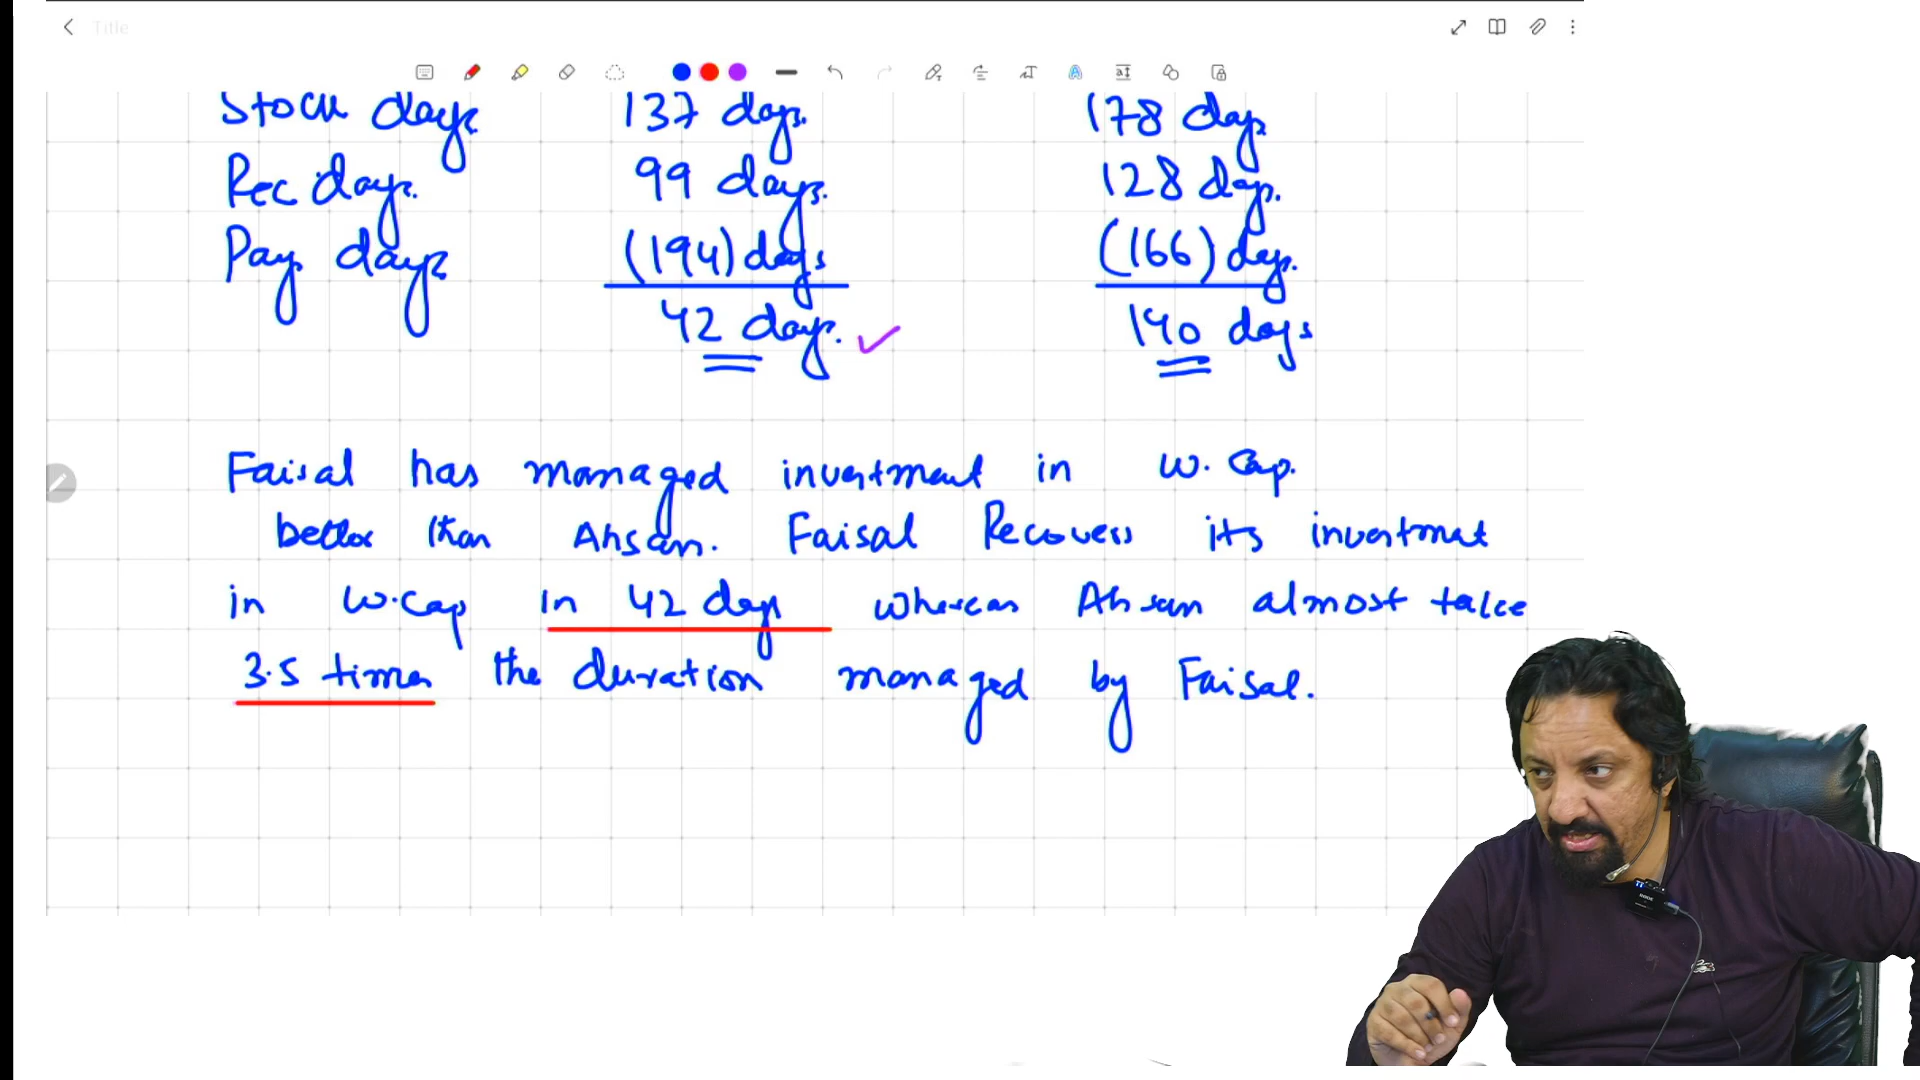 Title
Stock days 137 days. 178 days
Rec days. 99 days. 128 days.
Pay days (194) days (166) days.
42 days. 140 days
Faisal has managed investment in w. Cap.
better than Ahsan. Faisal Recovers its investment
in w.cap in 42 days whereas Ahsan almost takes
3.5 times the duration managed by Faisal.